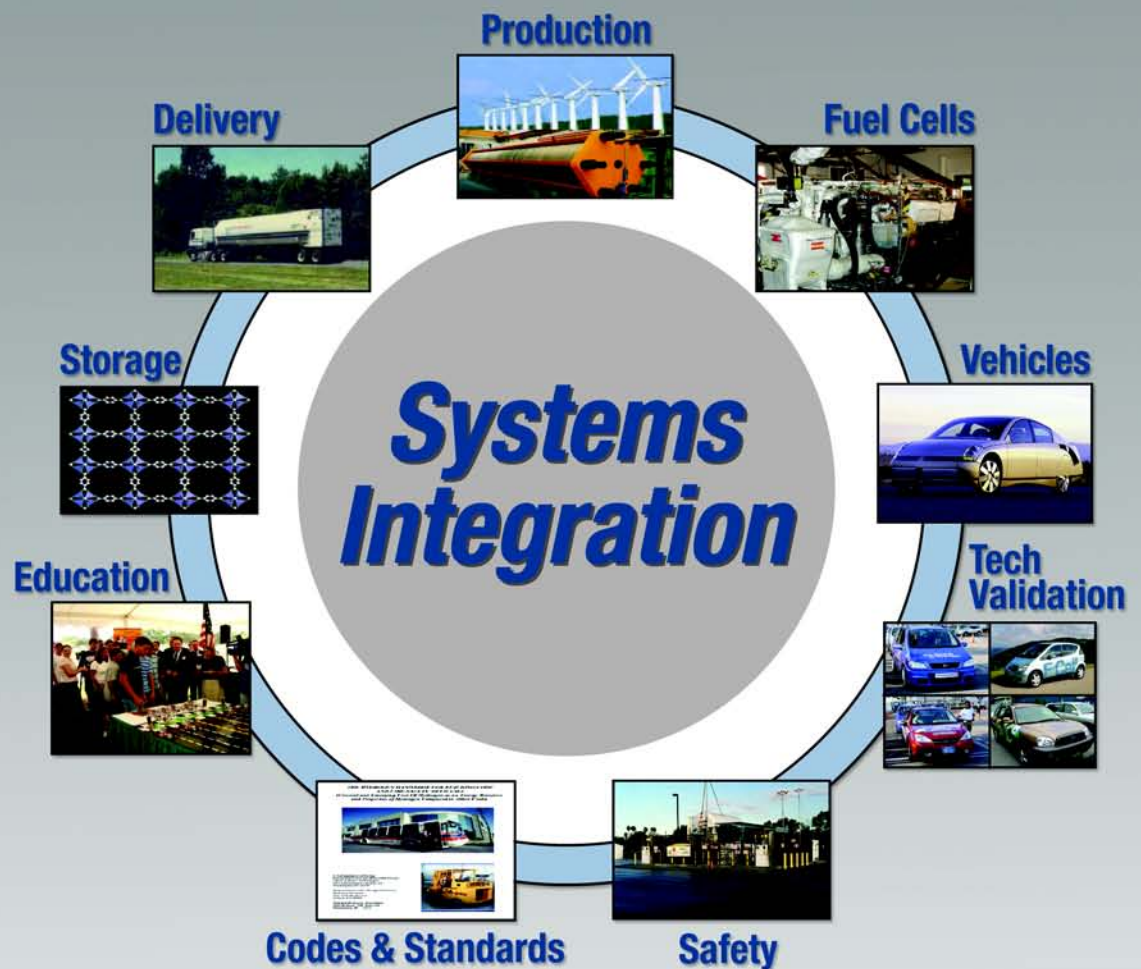 Production
Delivery
Fuel Cells
Storage
Vehicles
Systems
Integration
Tech
Validation
Education
Codes & Standards
Safety